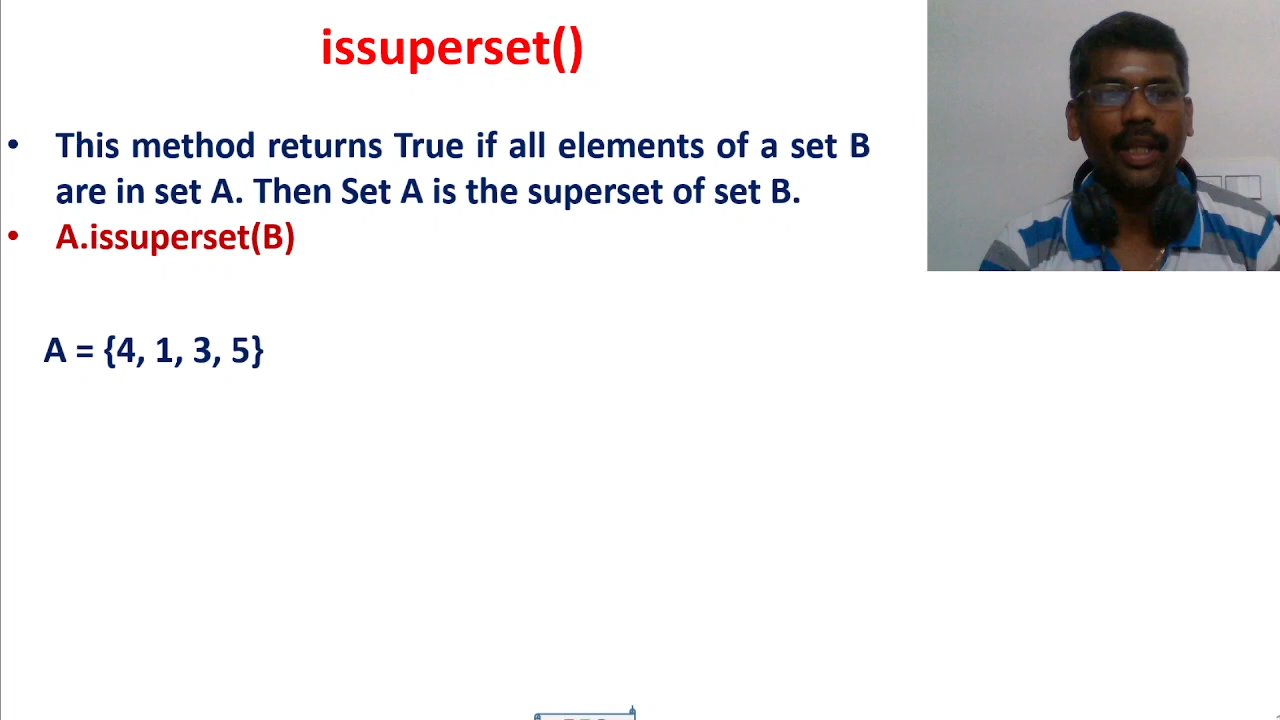 issuperset()
• This method returns True if all elements of a set B
are in set A. Then Set A is the superset of set B.
• A.issuperset(B)
A = {4, 1, 3, 5}